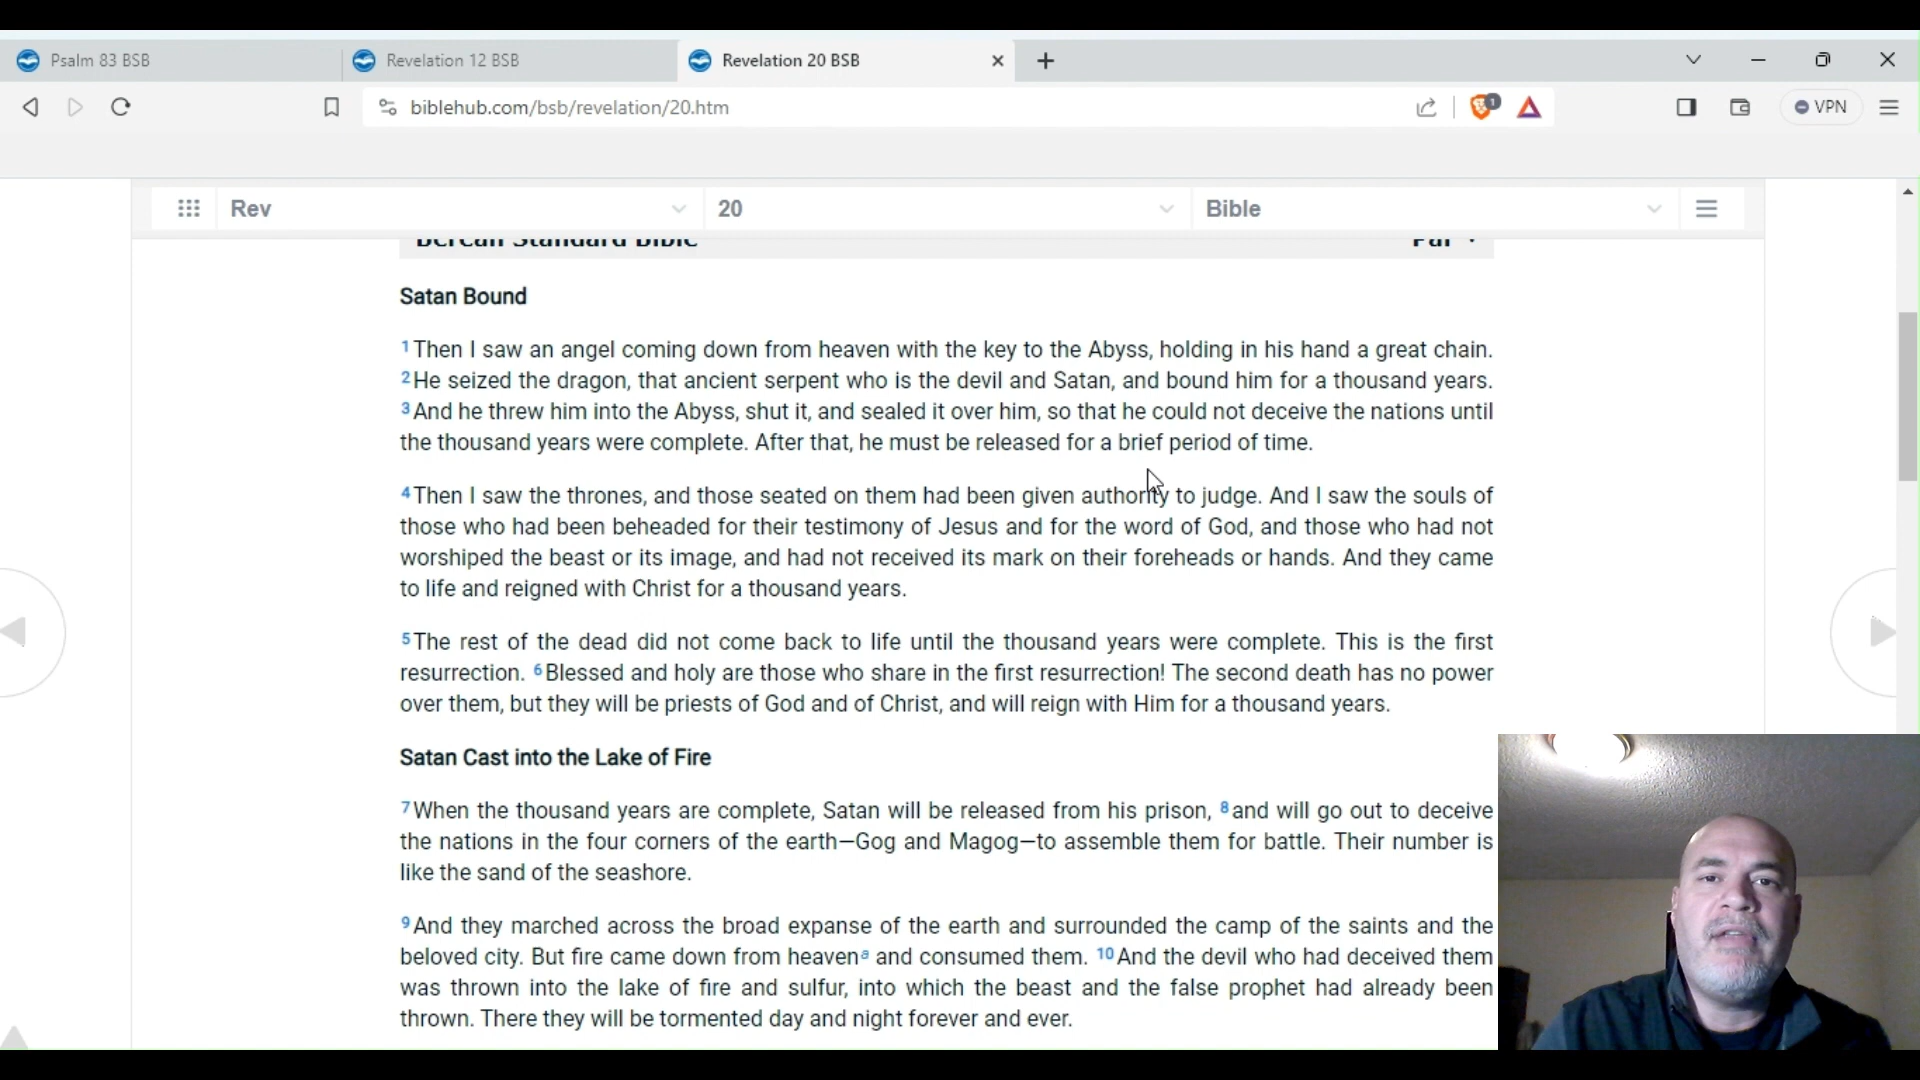 Psalm 83 BSB
Revelation 12 BSB
Revelation 20 BSB
biblehub.com/bsb/revelation/20.htm
1
VPN
Rev
20
Bible
Berean Standard Bible
Par
Satan Bound
1Then I saw an angel coming down from heaven with the key to the Abyss, holding in his hand a great chain.
2He seized the dragon, that ancient serpent who is the devil and Satan, and bound him for a thousand years.
3And he threw him into the Abyss, shut it, and sealed it over him, so that he could not deceive the nations until
the thousand years were complete. After that, he must be released for a brief period of time.
4Then I saw the thrones, and those seated on them had been given authority to judge. And I saw the souls of
those who had been beheaded for their testimony of Jesus and for the word of God, and those who had not
worshiped the beast or its image, and had not received its mark on their foreheads or hands. And they came
to life and reigned with Christ for a thousand years.
5The rest of the dead did not come back to life until the thousand years were complete. This is the first
resurrection. 6Blessed and holy are those who share in the first resurrection! The second death has no power
over them, but they will be priests of God and of Christ, and will reign with Him for a thousand years.
Satan Cast into the Lake of Fire
7When the thousand years are complete, Satan will be released from his prison, 8and will go out to deceive
the nations in the four corners of the earth—Gog and Magog—to assemble them for battle. Their number is
like the sand of the seashore.
9And they marched across the broad expanse of the earth and surrounded the camp of the saints and the
beloved city. But fire came down from heavena and consumed them. 10And the devil who had deceived them
was thrown into the lake of fire and sulfur, into which the beast and the false prophet had already been
thrown. There they will be tormented day and night forever and ever.